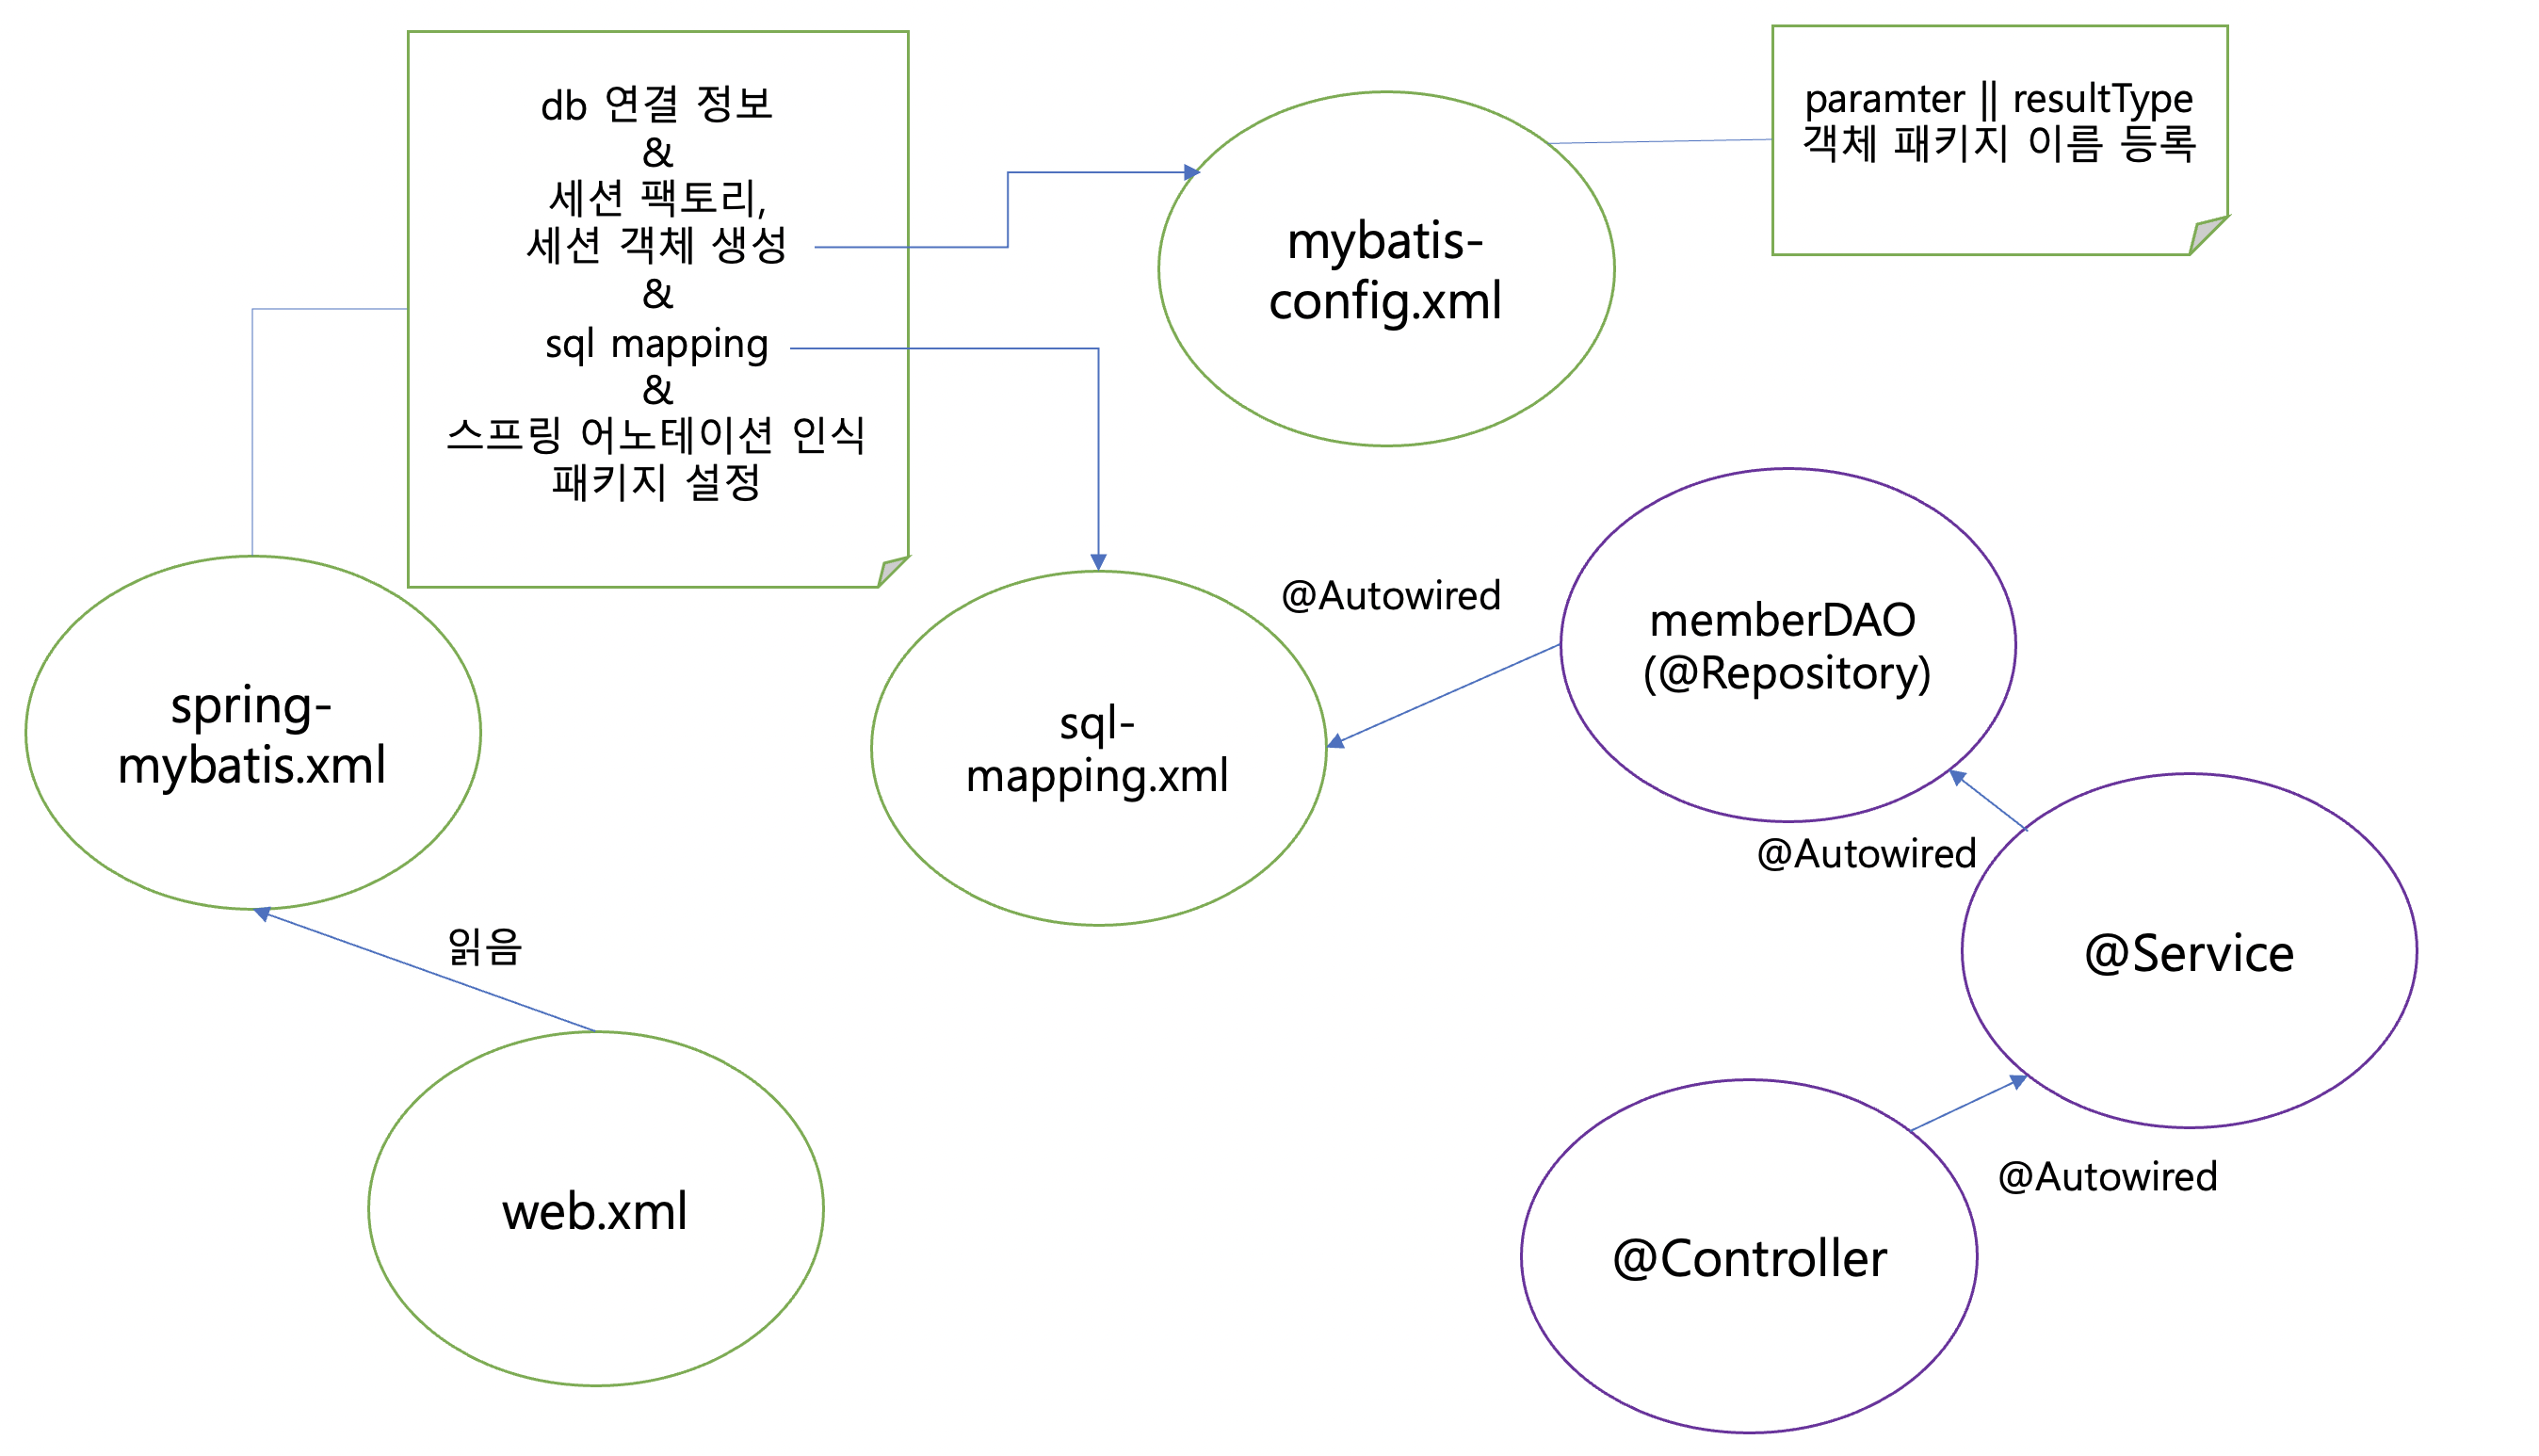 db 연결 정보
&
세션 팩토리,
세션 객체 생성
&
sql mapping
&
스프링 어노테이션 인식
패키지 설정
mybatis-
config.xml
paramter || resultType
객체 패키지 이름 등록
spring-
mybatis.xml
sql-
mapping.xml
@Autowired
memberDAO
(@Repository)
@Autowired
@Service
읽음
web.xml
@Controller
@Autowired